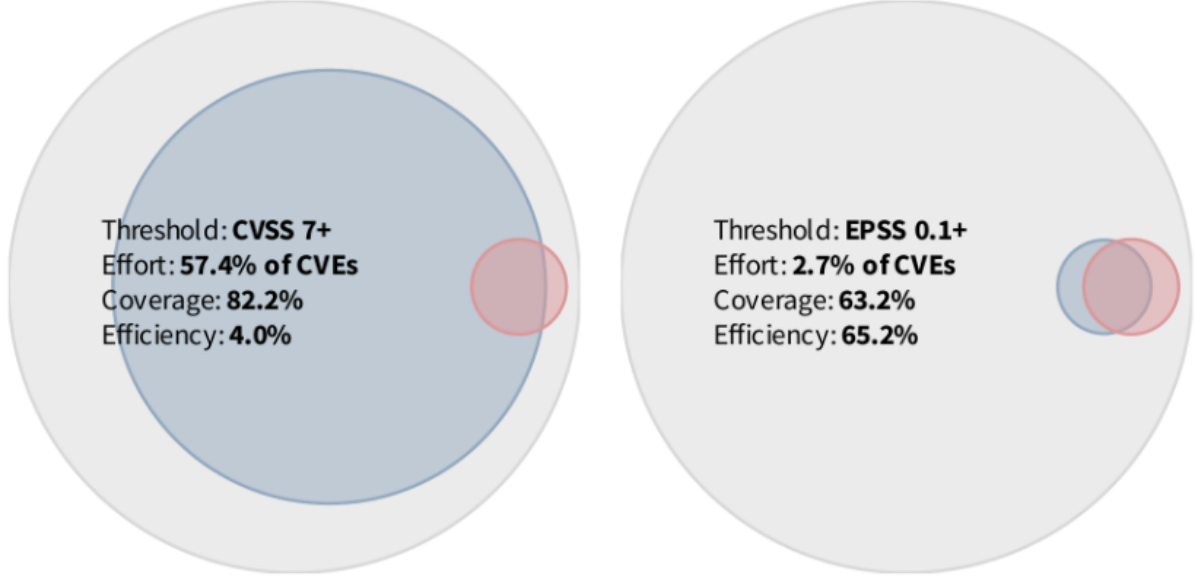 Threshold: CVSS 7+
Effort: 57.4% of CVEs
Coverage: 82.2%
Efficiency: 4.0%
Threshold: EPSS 0.1+
Effort: 2.7% of CVEs
Coverage: 63.2%
Efficiency: 65.2%